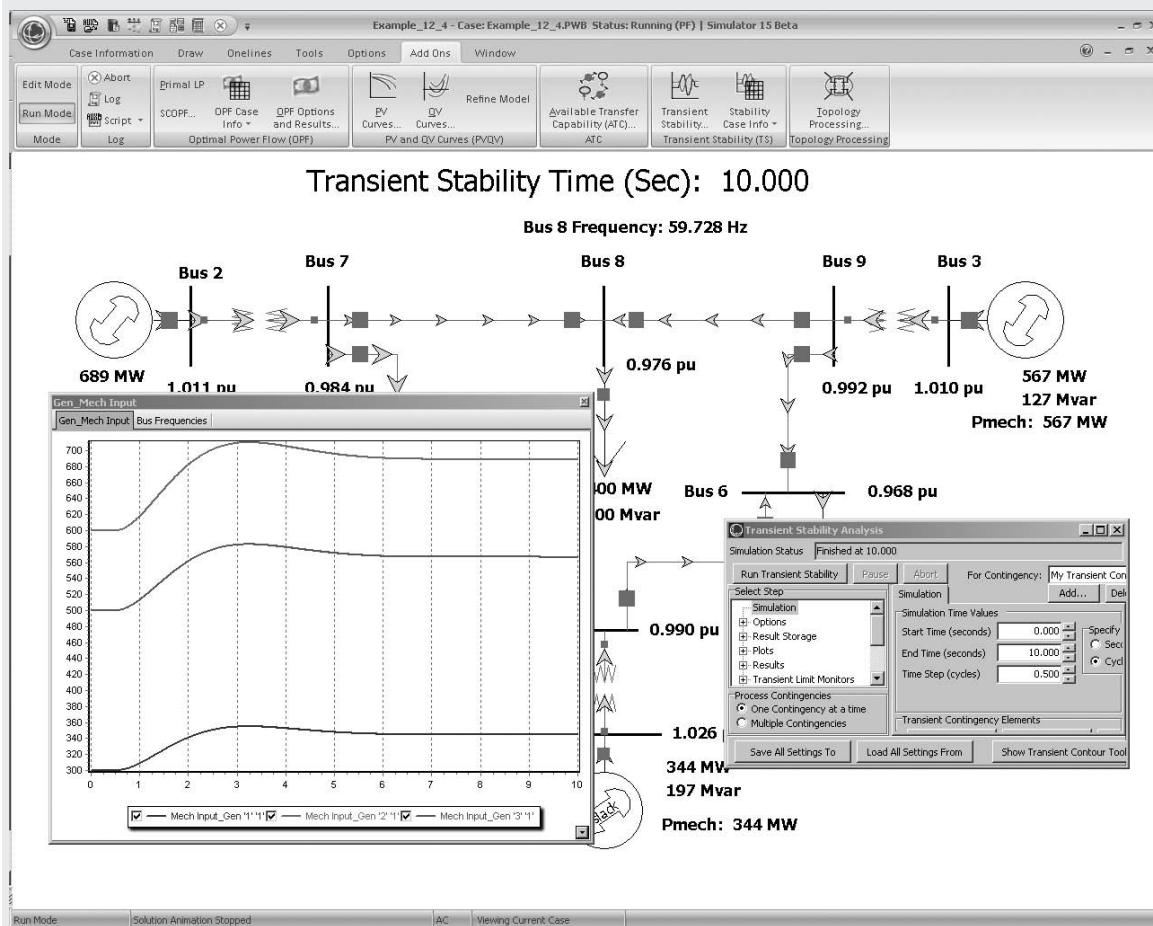 Example_12_4 - Case: Example_12_4.PWB Status: Running (PF) | Simulator 15 Beta
Case Information Draw Onelines Tools Options Add Ons Window
Edit Mode
Run Mode
Mode
Abort
Log
Script
Log
Primal LP
SCOPF...
OPF Case
Info
OPF Options
and Results...
Optimal Power Flow (OPF)
PV
Curves...
QV
Curves...
Refine Model
PV and QV Curves (PVQV)
Available Transfer
Capability (ATC)...
ATC
Transient
Stability...
Stability
Case Info
Transient Stability (TS)
Topology
Processing...
Topology Processing
Transient Stability Time (Sec): 10.000
Bus 8 Frequency: 59.728 Hz
Bus 2
Bus 7
Bus 8
Bus 9
Bus 3
689 MW
1.011 pu
0.984 pu
0.976 pu
0.992 pu
1.010 pu
567 MW
127 Mvar
Pmech: 567 MW
00 MW
00 Mvar
Bus 6
0.968 pu
0.990 pu
1.026
344 MW
197 Mvar
Pmech: 344 MW
Gen_Mech Input
Gen_Mech Input Bus Frequencies
700
680
660
640
620
600
580
560
540
520
500
480
460
440
420
400
380
360
340
320
300
0 1 2 3 4 5 6 7 8 9 10
Mech Input_Gen '1' '1' Mech Input_Gen '2' '1' Mech Input_Gen '3' '1'
Transient Stability Analysis
Simulation Status Finished at 10.000
Run Transient Stability Pause Abort For Contingency: My Transient Con
Select Step
Simulation
Options
Result Storage
Plots
Results
Transient Limit Monitors
Process Contingencies
One Contingency at a time
Multiple Contingencies
Simulation
Add...
Del
Simulation Time Values
Start Time (seconds) 0.000
End Time (seconds) 10.000
Time Step (cycles) 0.500
Specify
Sec
Cycl
Transient Contingency Elements
Save All Settings To Load All Settings From Show Transient Contour Tool
Run Mode Solution Animation Stopped AC Viewing Current Case